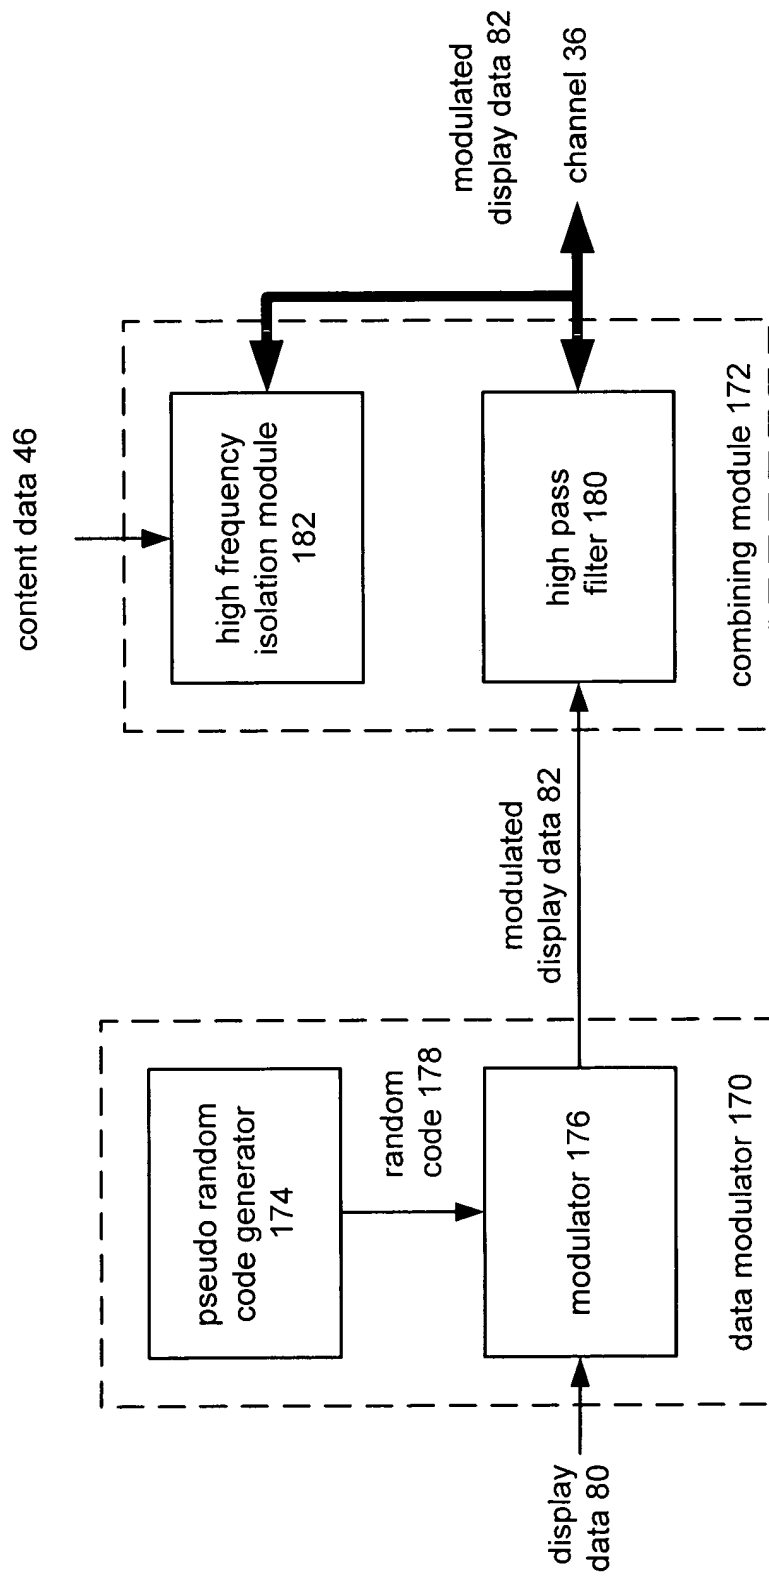 content data 46
high frequency
isolation module
182
modulated
display data 82
channel 36
high pass
filter 180
combining module 172
modulated
display data 82
pseudo random
code generator
174
random
code 178
modulator 176
data modulator 170
display
data 80